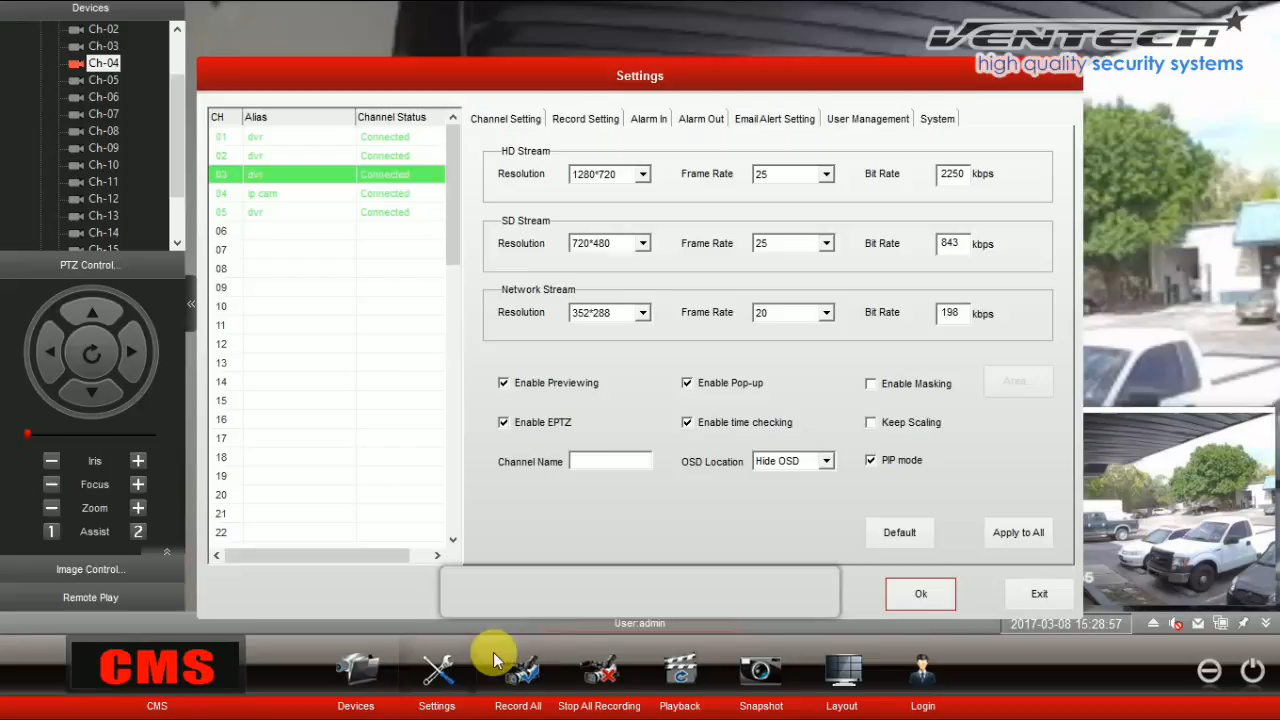 Devices
Ch-02
Ch-03
Ch-04
Ch-05
Ch-06
Ch-07
Ch-08
Ch-09
Ch-10
Ch-11
Ch-12
Ch-13
Ch-14
Ch-15
PTZ Control...
Iris
Focus
Zoom
1 Assist 2
Image Control...
Remote Play
VENTECH
high quality security systems
Settings
CH Alias Channel Status
01 dvr Connected
02 dvr Connected
03 dvr Connected
04 ip cam Connected
05 dvr Connected
06
07
08
09
10
11
12
13
14
15
16
17
18
19
20
21
22
Channel Setting Record Setting Alarm In Alarm Out Email Alert Setting User Management System
HD Stream
Resolution 1280*720 Frame Rate 25 Bit Rate 2250 kbps
SD Stream
Resolution 720*480 Frame Rate 25 Bit Rate 843 kbps
Network Stream
Resolution 352*288 Frame Rate 20 Bit Rate 198 kbps
Enable Previewing Enable Pop-up Enable Masking Area...
Enable EPTZ Enable time checking Keep Scaling
Channel Name OSD Location Hide OSD PIP mode
Default Apply to All
Ok Exit
User:admin
2017-03-08 15:28:57
CMS
CMS Devices Settings Record All Stop All Recording Playback Snapshot Layout Login